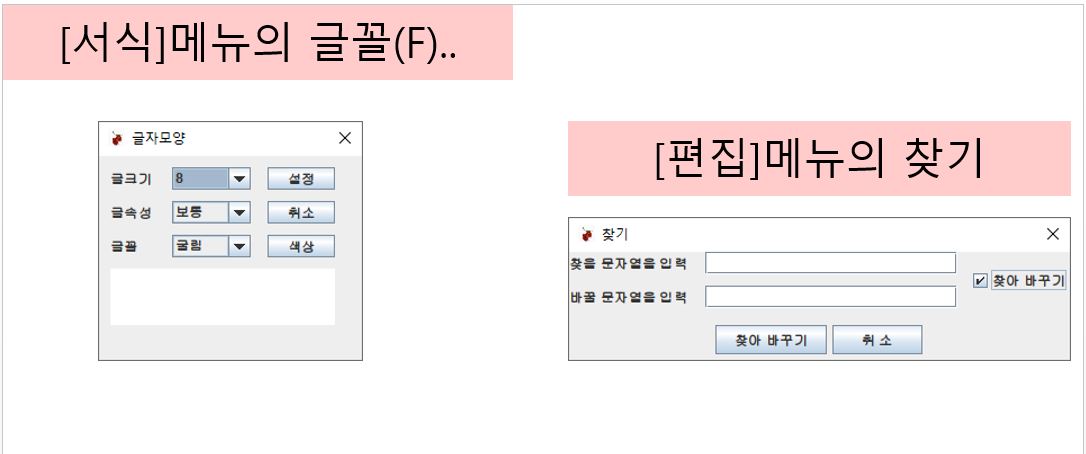 [서식]메뉴의 글꼴(F)..
글자모양
글크기 8 설정
글속성 보통 취소
글꼴 굴림 색상
[편집]메뉴의 찾기
찾기
찾을 문자열을 입력
찾아 바꾸기
바꿀 문자열을 입력
찾아 바꾸기 취 소